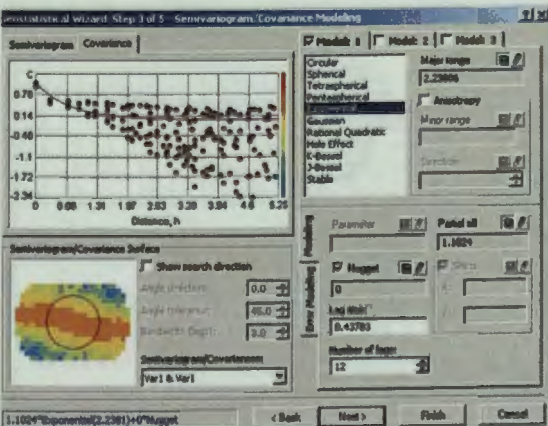 Geostatistical Wizard: Step 3 of 5 - Semivariogram/Covariance Modeling
Semivariogram
Covariance
C
0.78
0.14
-0.48
-1.1
-1.72
-2.34
0
0.66
1.31
1.97
2.63
3.28
3.94
4.6
5.25
Distance, h
Semivariogram/Covariance Surface
Show search direction
Angle direction:
0.0
Angle tolerance:
45.0
Bandwidth (lags):
3.0
Semivariogram/Covariances:
Var1 & Var1
Model: 1
Model: 2
Model: 3
Circular
Spherical
Tetraspherical
Pentaspherical
Exponential
Gaussian
Rational Quadratic
Hole Effect
K-Bessel
J-Bessel
Stable
Major range
Anisotropy
Minor range
Direction
Modeling
Error Modeling
Parameter
Partial sill
1.1024
Nugget
0
Shifts
X:
Y:
Lag size:
0.43783
Number of lags:
12
1.1024*Exponential(2.2381)+0*Nugget
< Back
Next >
Finish
Cancel